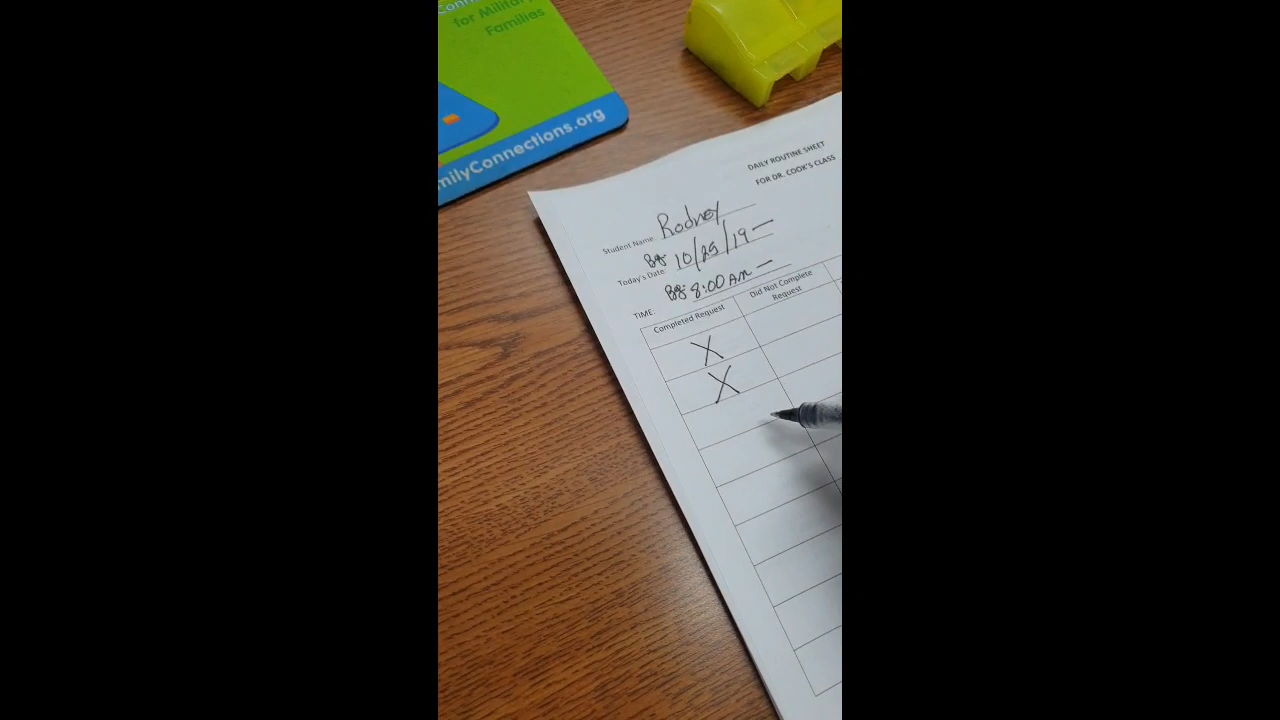 for Military
Families
milyConnections.org
DAILY ROUTINE SHEET
FOR DR. COOK'S CLASS
Student Name: Rodney
Today's Date: 10/25/19
TIME: 8:00 AM
Completed Request
Did Not Complete
Request
X
X